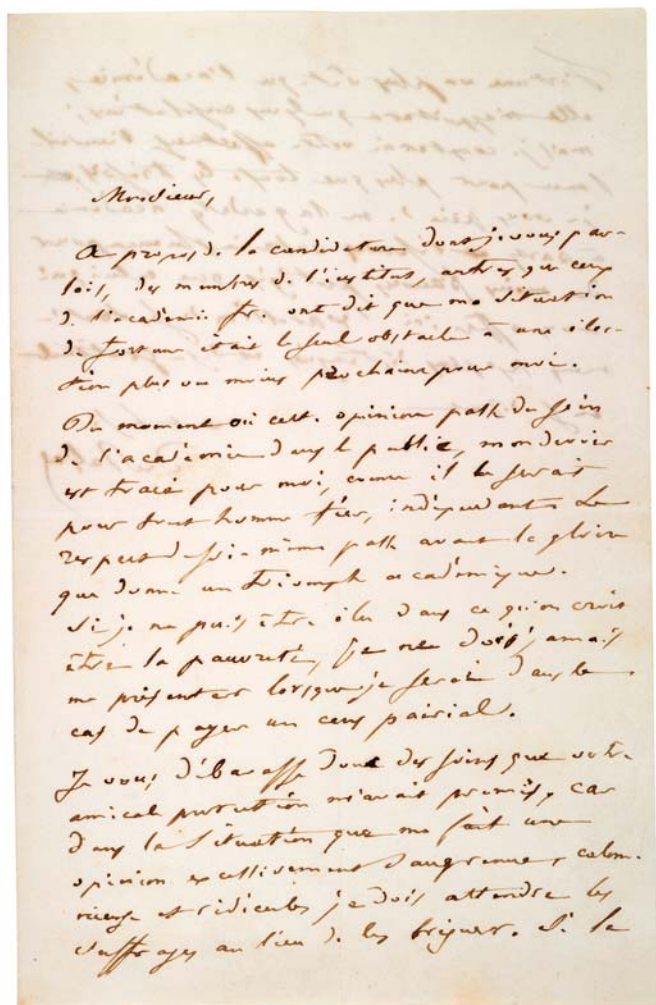 Monsieur,
A propos de la candidature dont je vous par-
lais, des membres de l'institut, autres que ceux
de l'académie fr. ont dit que ma situation
de fortune était le seul obstacle à une élec-
tion plus ou moins prochaine pour moi.
Du moment où cette opinion passe du sein
de l'académie dans le public, mon devoir
est tracé pour moi, comme il le serait
pour tout homme fier, indépendant. Le
respect de soi-même passe avant la gloire
que donne un triomphe académique.
Si je ne puis être élu dans ce qu'on croit
être la pauvreté, je ne dois jamais
me présenter lorsque je serai dans le
cas de payer un cens pairial.
Je vous débarasse donc des soins que votre
amical protection m'avait promis, car
dans la situation que me fait une
opinion excessivement saugrenue, calom-
nieuse et ridicule, je dois attendre les
suffrages au lieu de les briguer. Si la